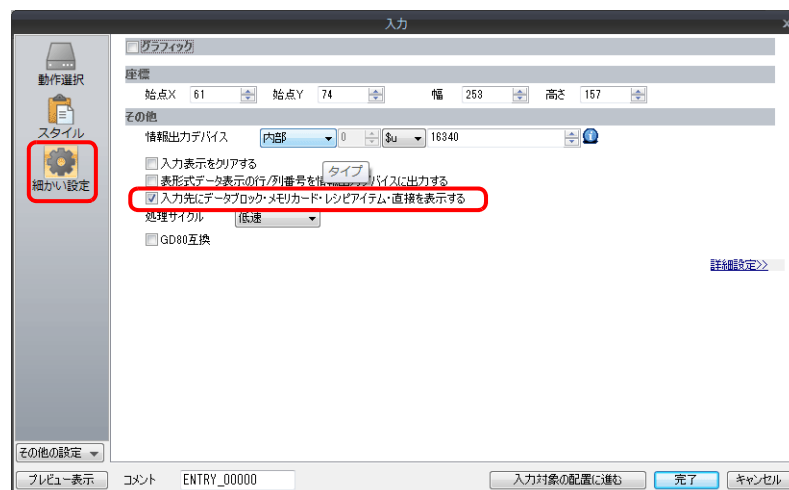 入力
動作選択
スタイル
細かい設定
グラフィック
座標
始点X 61 始点Y 74 幅 253 高さ 157
その他
情報出力デバイス 内部 0 $u 16340
入力表示をクリアする
タイプ
表形式データ表示の行/列番号を情報出力デバイスに出力する
入力先にデータブロック・メモリカード・レシピアイテム・直接を表示する
処理サイクル 低速
GD80互換
詳細設定>>
その他の設定
プレビュー表示 コメント ENTRY_00000 入力対象の配置に進む 完了 キャンセル